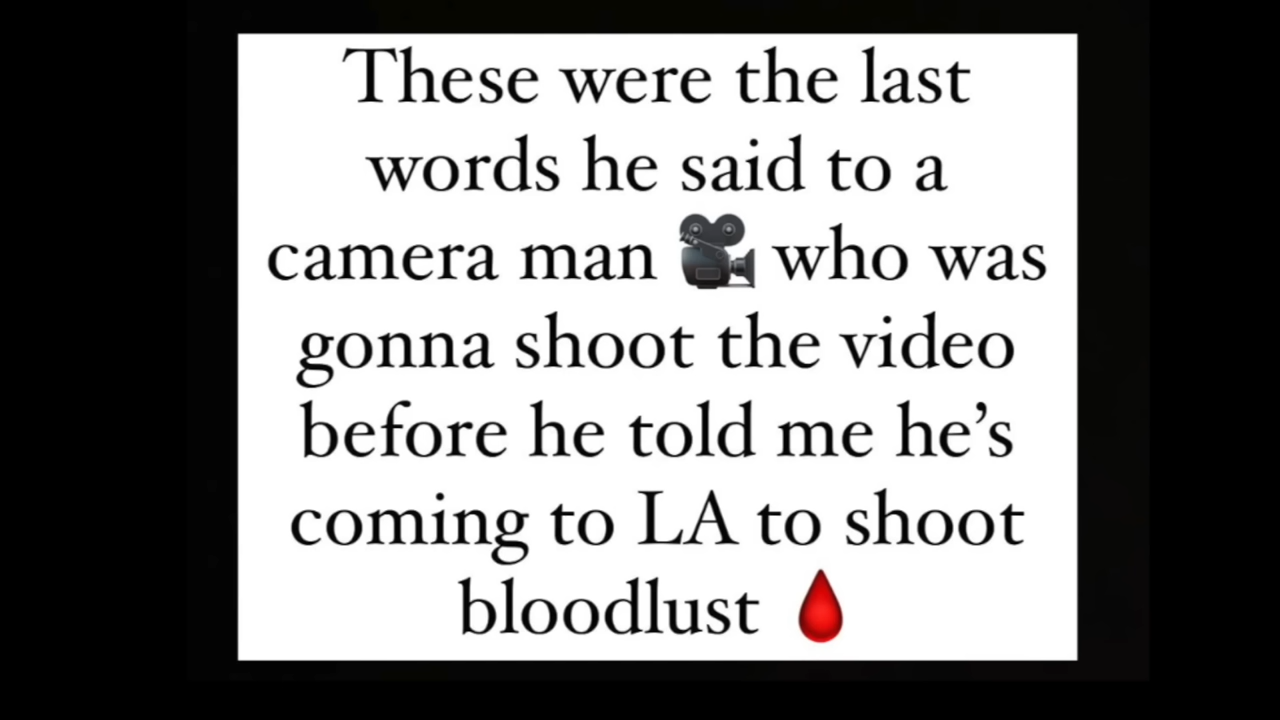 These were the last
words he said to a
camera man 🎥 who was
gonna shoot the video
before he told me he’s
coming to LA to shoot
bloodlust 🩸